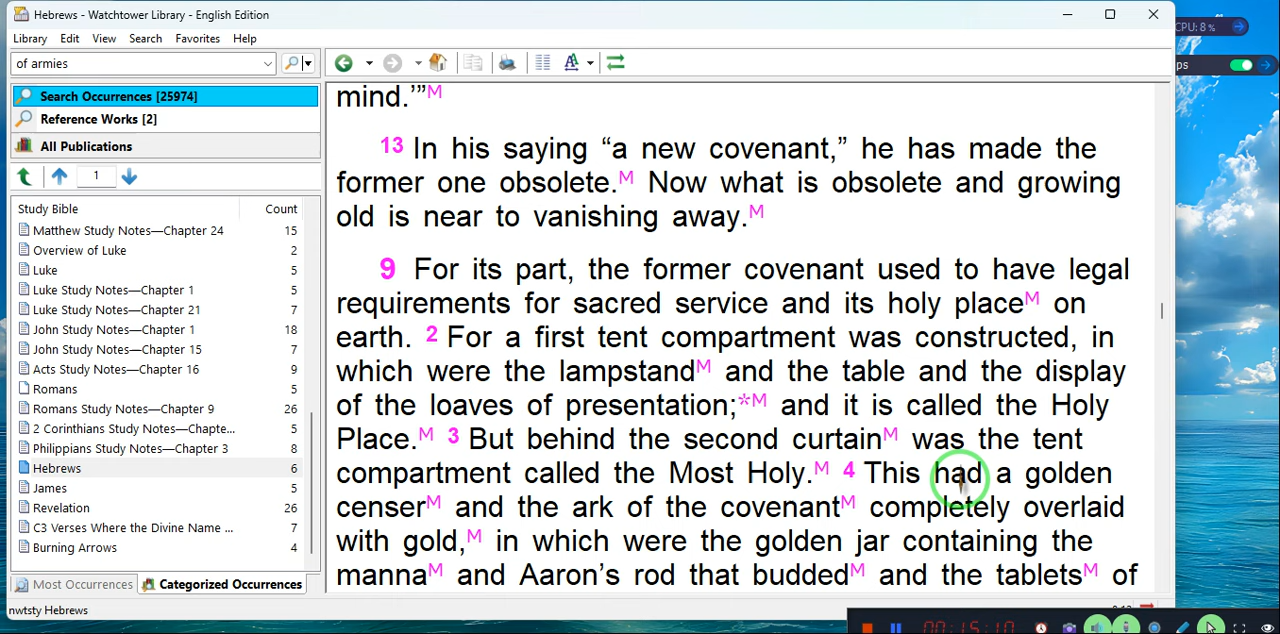 Hebrews - Watchtower Library - English Edition
CPU: 8 %
Library Edit View Search Favorites Help
of armies
ps
Search Occurrences [25974]
Reference Works [2]
All Publications
1
Study Bible Count
Matthew Study Notes—Chapter 24 15
Overview of Luke 2
Luke 5
Luke Study Notes—Chapter 1 5
Luke Study Notes—Chapter 21 7
John Study Notes—Chapter 1 18
John Study Notes—Chapter 15 7
Acts Study Notes—Chapter 16 9
Romans 5
Romans Study Notes—Chapter 9 26
2 Corinthians Study Notes—Chapte... 5
Philippians Study Notes—Chapter 3 8
Hebrews 6
James 5
Revelation 26
C3 Verses Where the Divine Name ... 7
Burning Arrows 4
Most Occurrences Categorized Occurrences
nwtsty Hebrews
mind.’”M
13 In his saying “a new covenant,” he has made the
former one obsolete.M Now what is obsolete and growing
old is near to vanishing away.M
9 For its part, the former covenant used to have legal
requirements for sacred service and its holy placeM on
earth. 2 For a first tent compartment was constructed, in
which were the lampstandM and the table and the display
of the loaves of presentation;*M and it is called the Holy
Place.M 3 But behind the second curtainM was the tent
compartment called the Most Holy.M 4 This had a golden
censerM and the ark of the covenantM completely overlaid
with gold,M in which were the golden jar containing the
mannaM and Aaron’s rod that buddedM and the tabletsM of
00:15:10